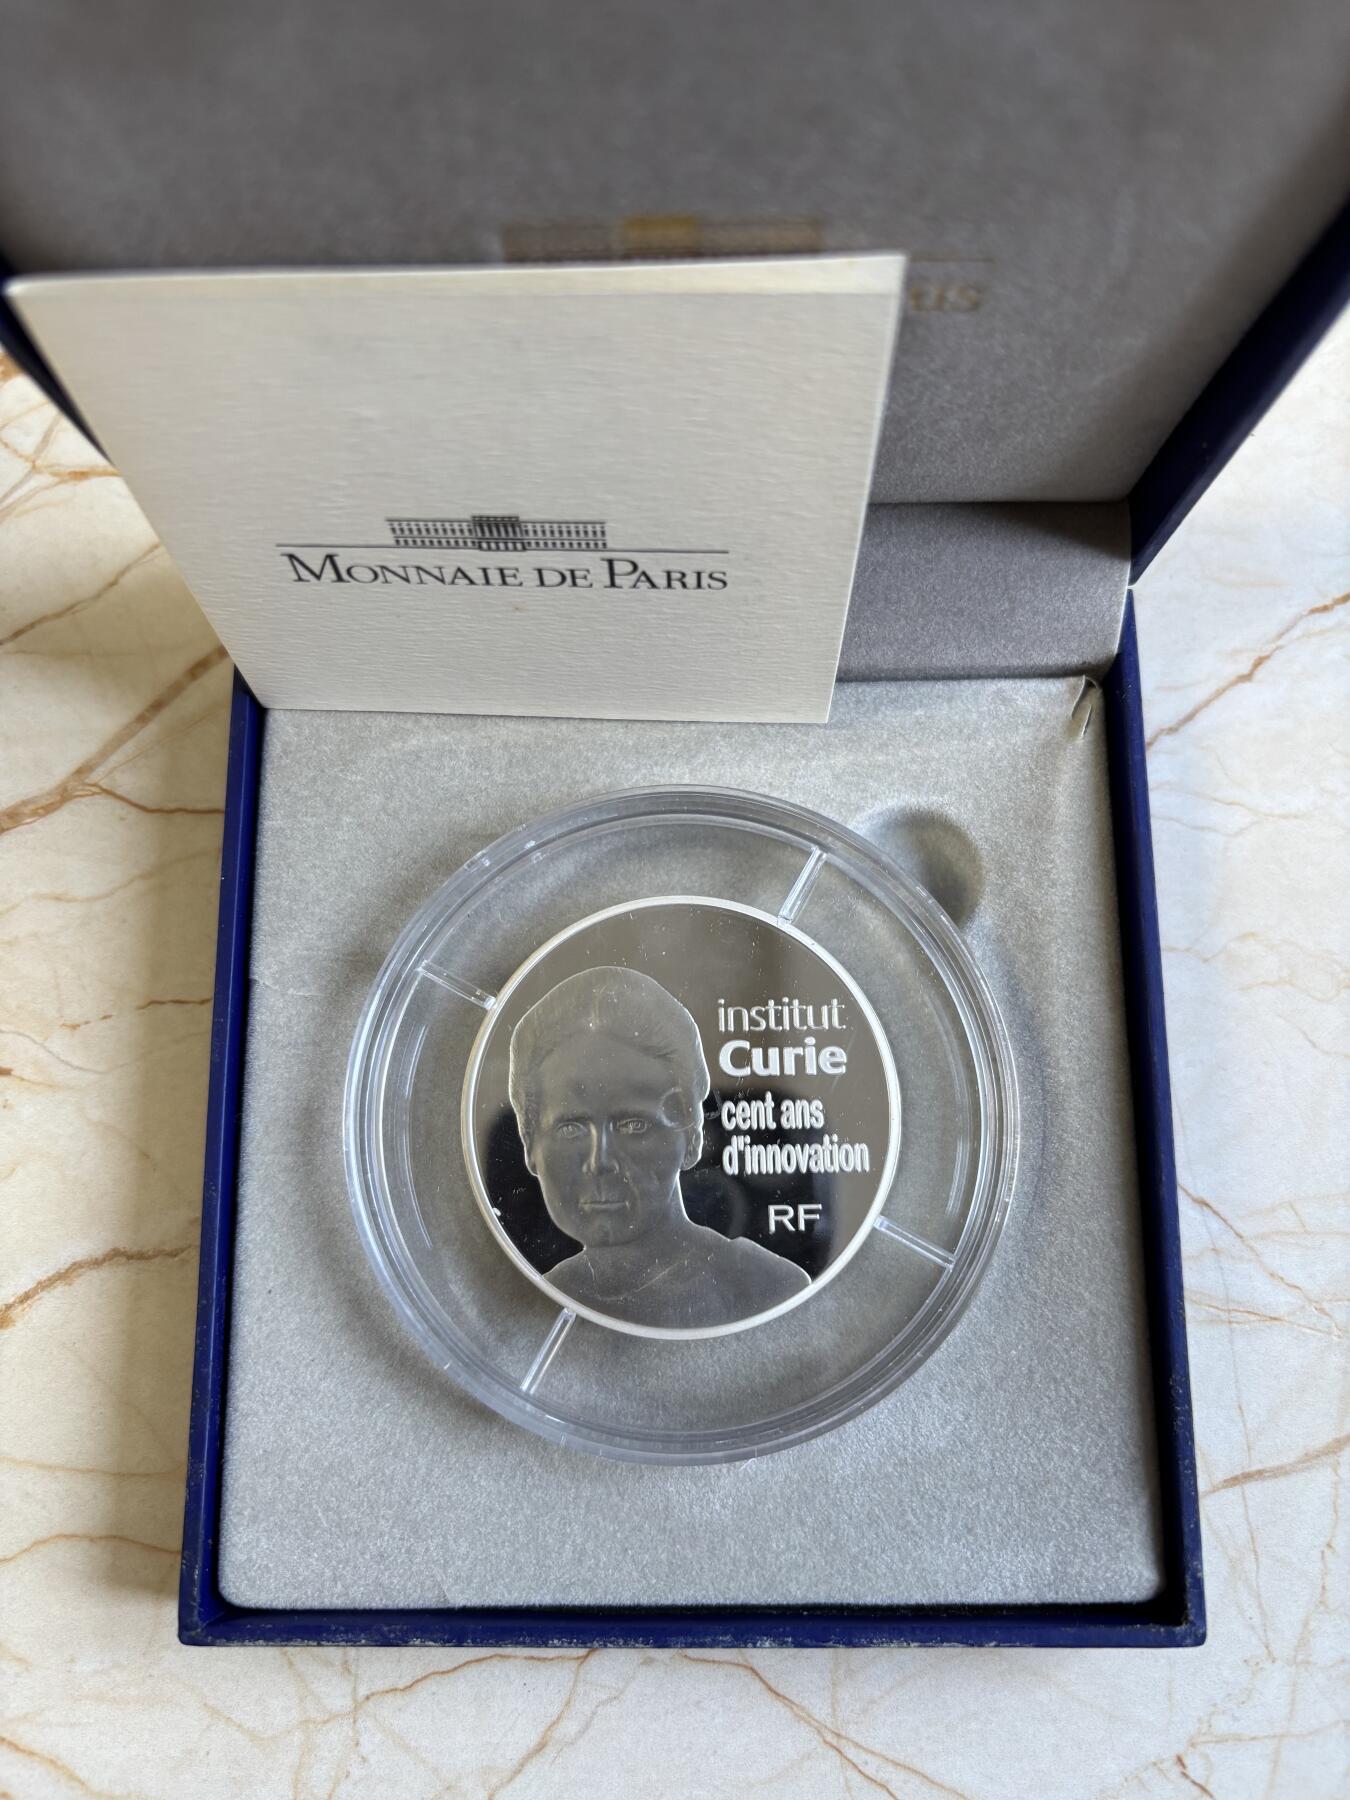 MONNAIE DE PARIS
institut
Curie
cent ans
d'innovation
RF